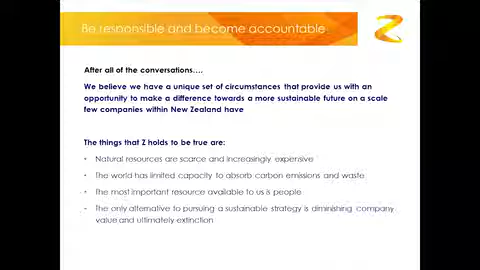 Be responsible and become accountable
After all of the conversations....
We believe we have a unique set of circumstances that provide us with an
opportunity to make a difference towards a more sustainable future on a scale
few companies within New Zealand have
The things that Z holds to be true are:
• Natural resources are scarce and increasingly expensive
• The world has limited capacity to absorb carbon emissions and waste
• The most important resource available to us is people
• The only alternative to pursuing a sustainable strategy is diminishing company
value and ultimately extinction